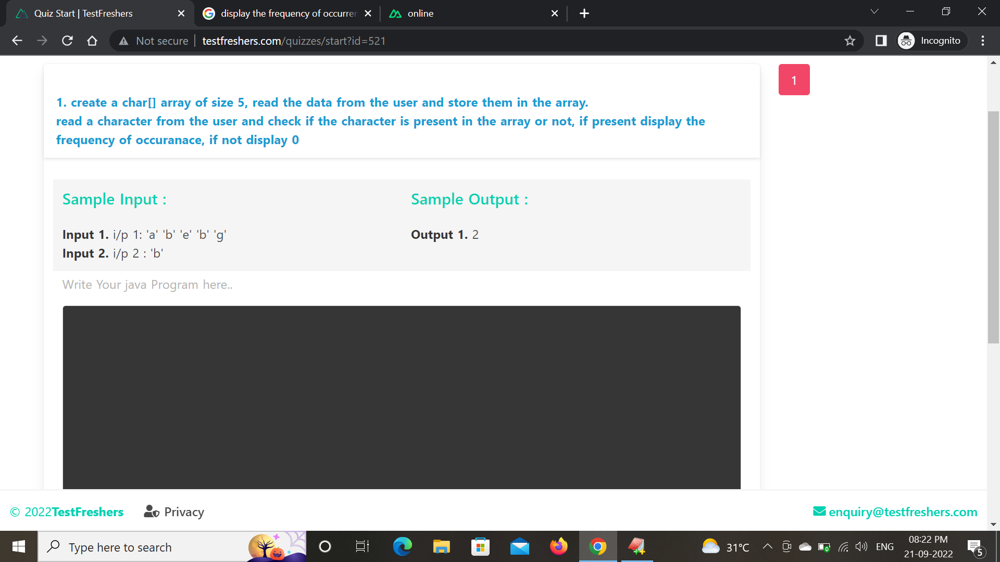 Quiz Start | TestFreshers
display the frequency of occurren
online
Not secure
testfreshers.com/quizzes/start?id=521
Incognito
1
1. create a char[] array of size 5, read the data from the user and store them in the array.
read a character from the user and check if the character is present in the array or not, if present display the
frequency of occuranace, if not display 0
Sample Input :
Sample Output :
Input 1. i/p 1: 'a' 'b' 'e' 'b' 'g'
Output 1. 2
Input 2. i/p 2 : 'b'
Write Your java Program here..
© 2022TestFreshers
Privacy
enquiry@testfreshers.com
Type here to search
31°C
ENG
08:22 PM
21-09-2022
5